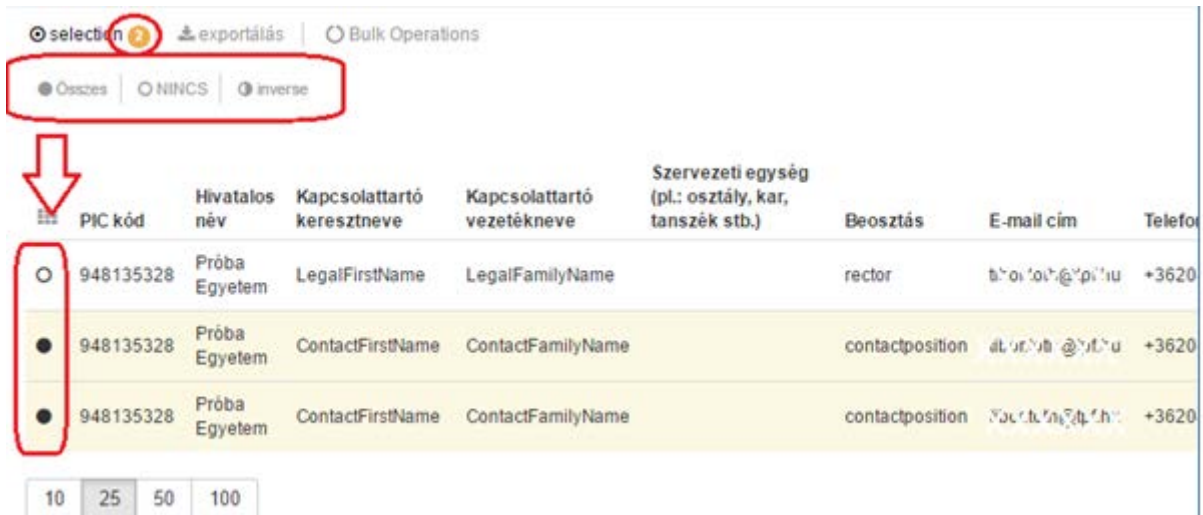 selection 2 exportálás Bulk Operations
Összes NINCS inverse
Szervezeti egység
Hivatalos Kapcsolattartó Kapcsolattartó (pl.: osztály, kar,
PIC kód név keresztneve vezetékneve tanszék stb.) Beosztás E-mail cím Telefo
Próba
948135328 Egyetem LegalFirstName LegalFamilyName rector +3620
Próba
948135328 Egyetem ContactFirstName ContactFamilyName contactposition +3620
Próba
948135328 Egyetem ContactFirstName ContactFamilyName contactposition +3620
10 25 50 100